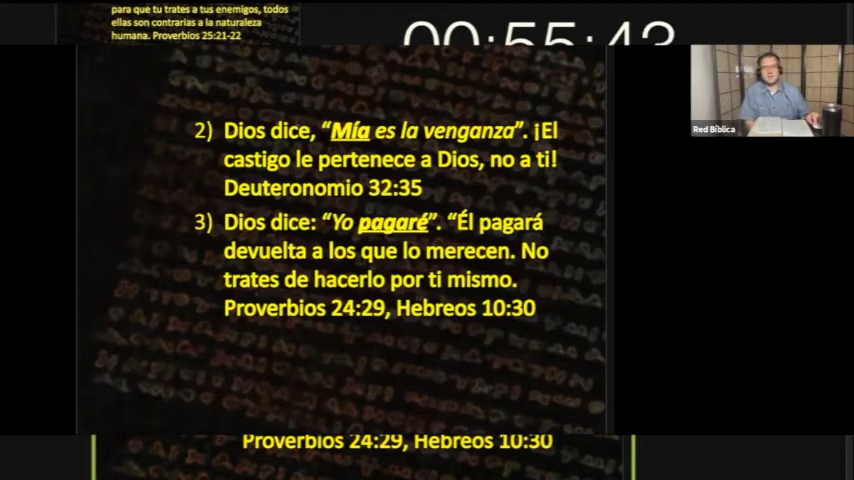 para que tu trates a tus enemigos, todos
ellas son contrarias a la naturaleza
humana. Proverbios 25:21-22
00:55:43
2) Dios dice, “Mía es la venganza”. ¡El
castigo le pertenece a Dios, no a ti!
Deuteronomio 32:35
3) Dios dice: “Yo pagaré”. “Él pagará
devuelta a los que lo merecen. No
trates de hacerlo por ti mismo.
Proverbios 24:29, Hebreos 10:30
Red Bíblica
Proverbios 24:29, Hebreos 10:30